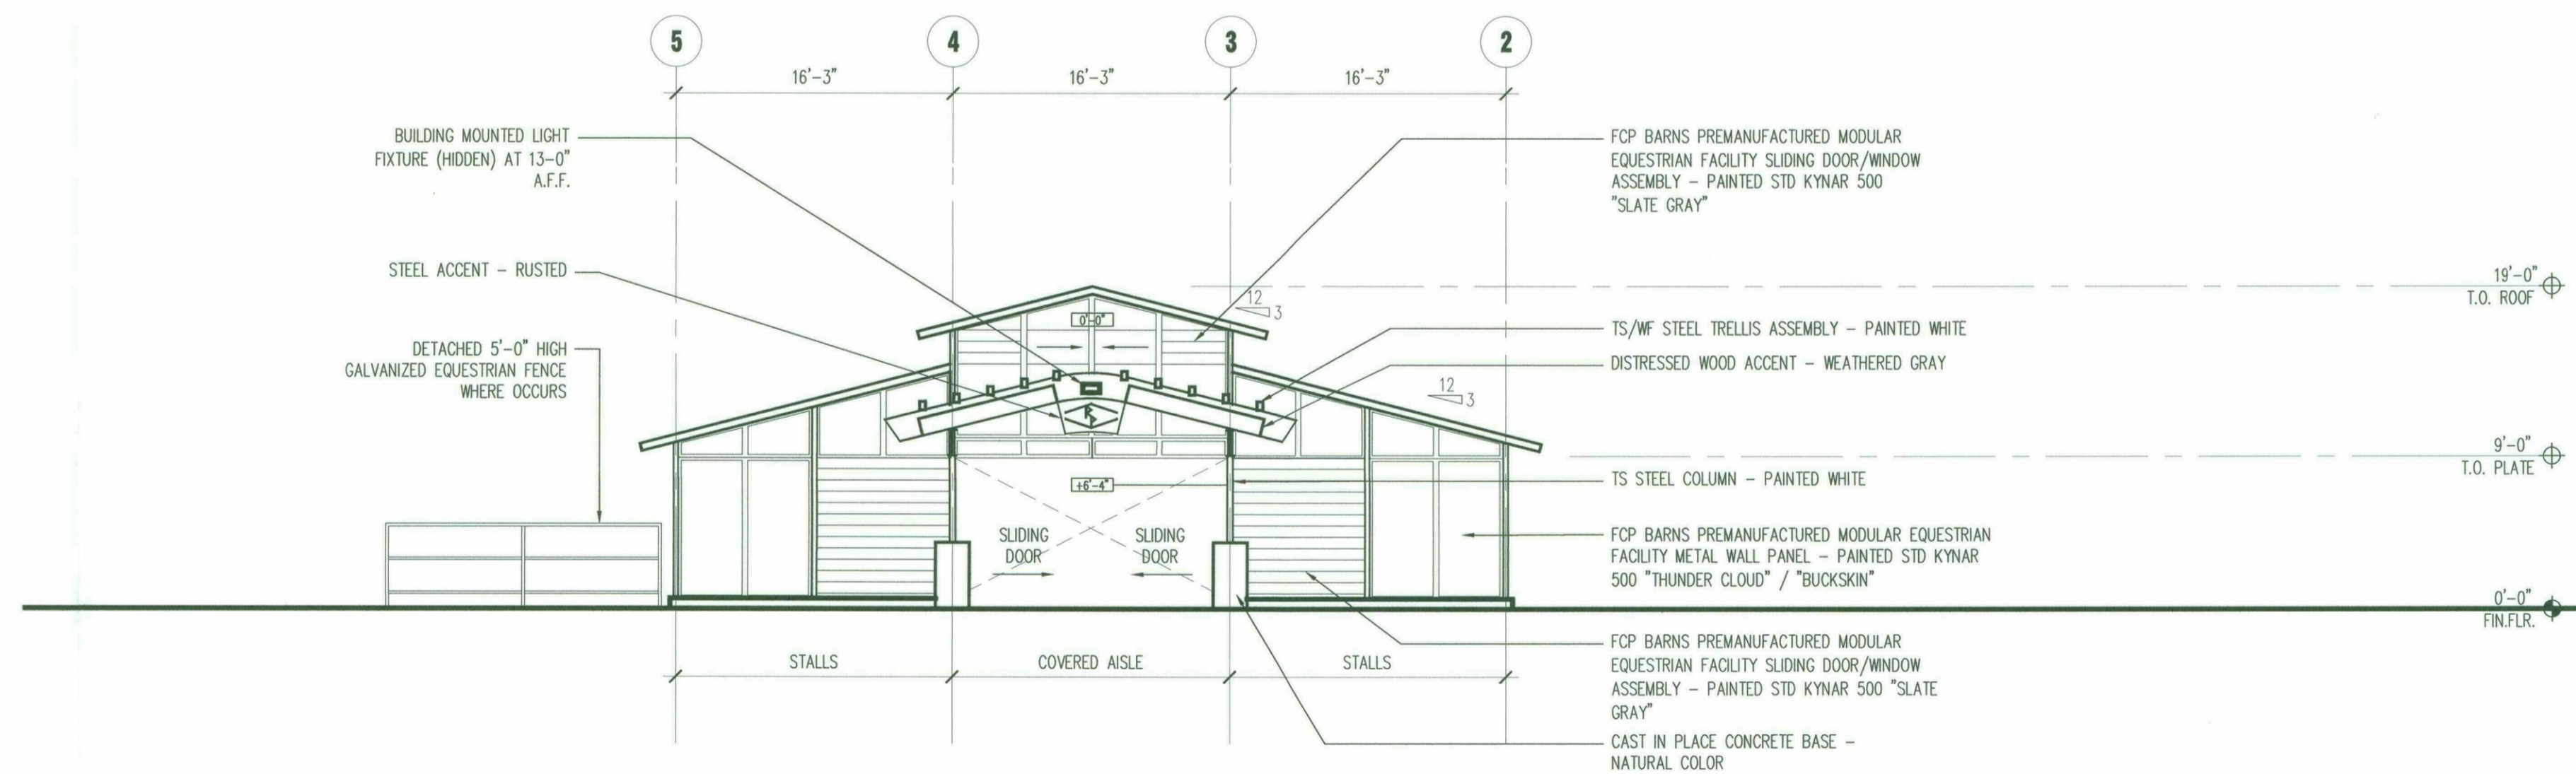 5
4
3
2
16'-3"
16'-3"
16'-3"
BUILDING MOUNTED LIGHT
FIXTURE (HIDDEN) AT 13-0"
A.F.F.
STEEL ACCENT - RUSTED
DETACHED 5'-0" HIGH
GALVANIZED EQUESTRIAN FENCE
WHERE OCCURS
FCP BARNS PREMANUFACTURED MODULAR
EQUESTRIAN FACILITY SLIDING DOOR/WINDOW
ASSEMBLY - PAINTED STD KYNAR 500
"SLATE GRAY"
19'-0"
T.O. ROOF
12
3
0'-0"
TS/WF STEEL TRELLIS ASSEMBLY - PAINTED WHITE
DISTRESSED WOOD ACCENT - WEATHERED GRAY
12
3
9'-0"
T.O. PLATE
+6'-4"
TS STEEL COLUMN - PAINTED WHITE
SLIDING
DOOR
SLIDING
DOOR
FCP BARNS PREMANUFACTURED MODULAR EQUESTRIAN
FACILITY METAL WALL PANEL - PAINTED STD KYNAR
500 "THUNDER CLOUD" / "BUCKSKIN"
0'-0"
FIN.FLR.
FCP BARNS PREMANUFACTURED MODULAR
EQUESTRIAN FACILITY SLIDING DOOR/WINDOW
ASSEMBLY - PAINTED STD KYNAR 500 "SLATE
GRAY"
CAST IN PLACE CONCRETE BASE -
NATURAL COLOR
STALLS
COVERED AISLE
STALLS